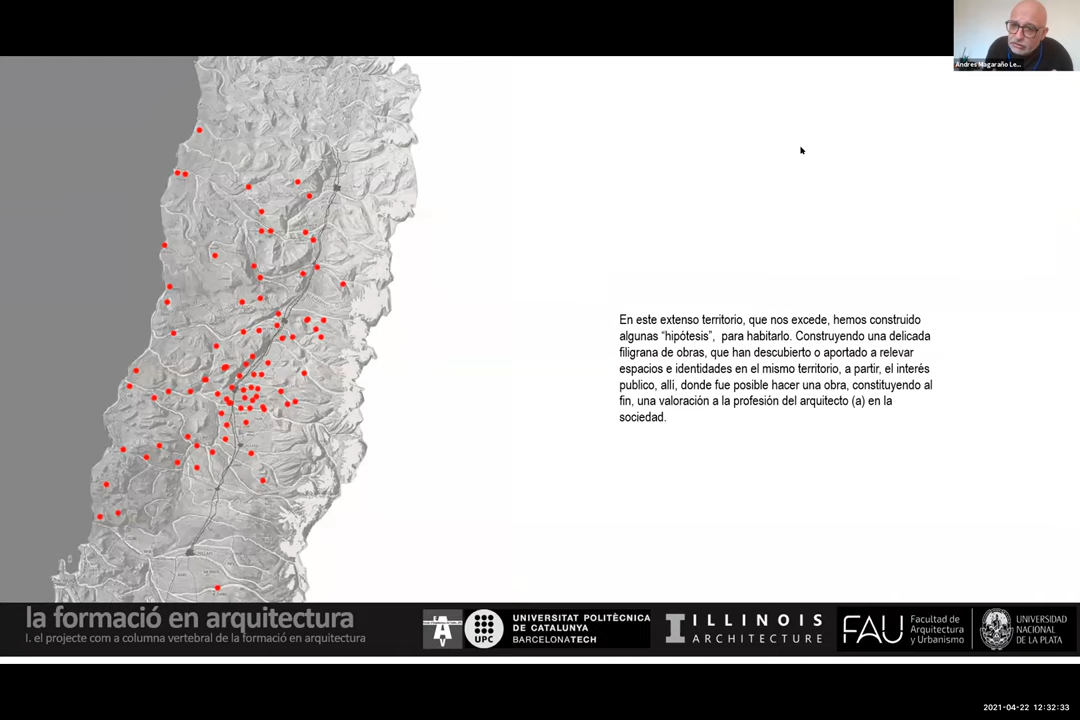 Andres Magaraño Le...
En este extenso territorio, que nos excede, hemos construido
algunas “hipótesis”, para habitarlo. Construyendo una delicada
filigrana de obras, que han descubierto o aportado a relevar
espacios e identidades en el mismo territorio, a partir, el interés
publico, allí, donde fue posible hacer una obra, constituyendo al
fin, una valoración a la profesión del arquitecto (a) en la
sociedad.
la formació en arquitectura
I. el projecte com a columna vertebral de la formació en arquitectura
UPC
UNIVERSITAT POLITÈCNICA
DE CATALUNYA
BARCELONATECH
ILLINOIS
ARCHITECTURE
FAU
Facultad de
Arquitectura
y Urbanismo
UNIVERSIDAD
NACIONAL
DE LA PLATA
2021-04-22 12:32:33